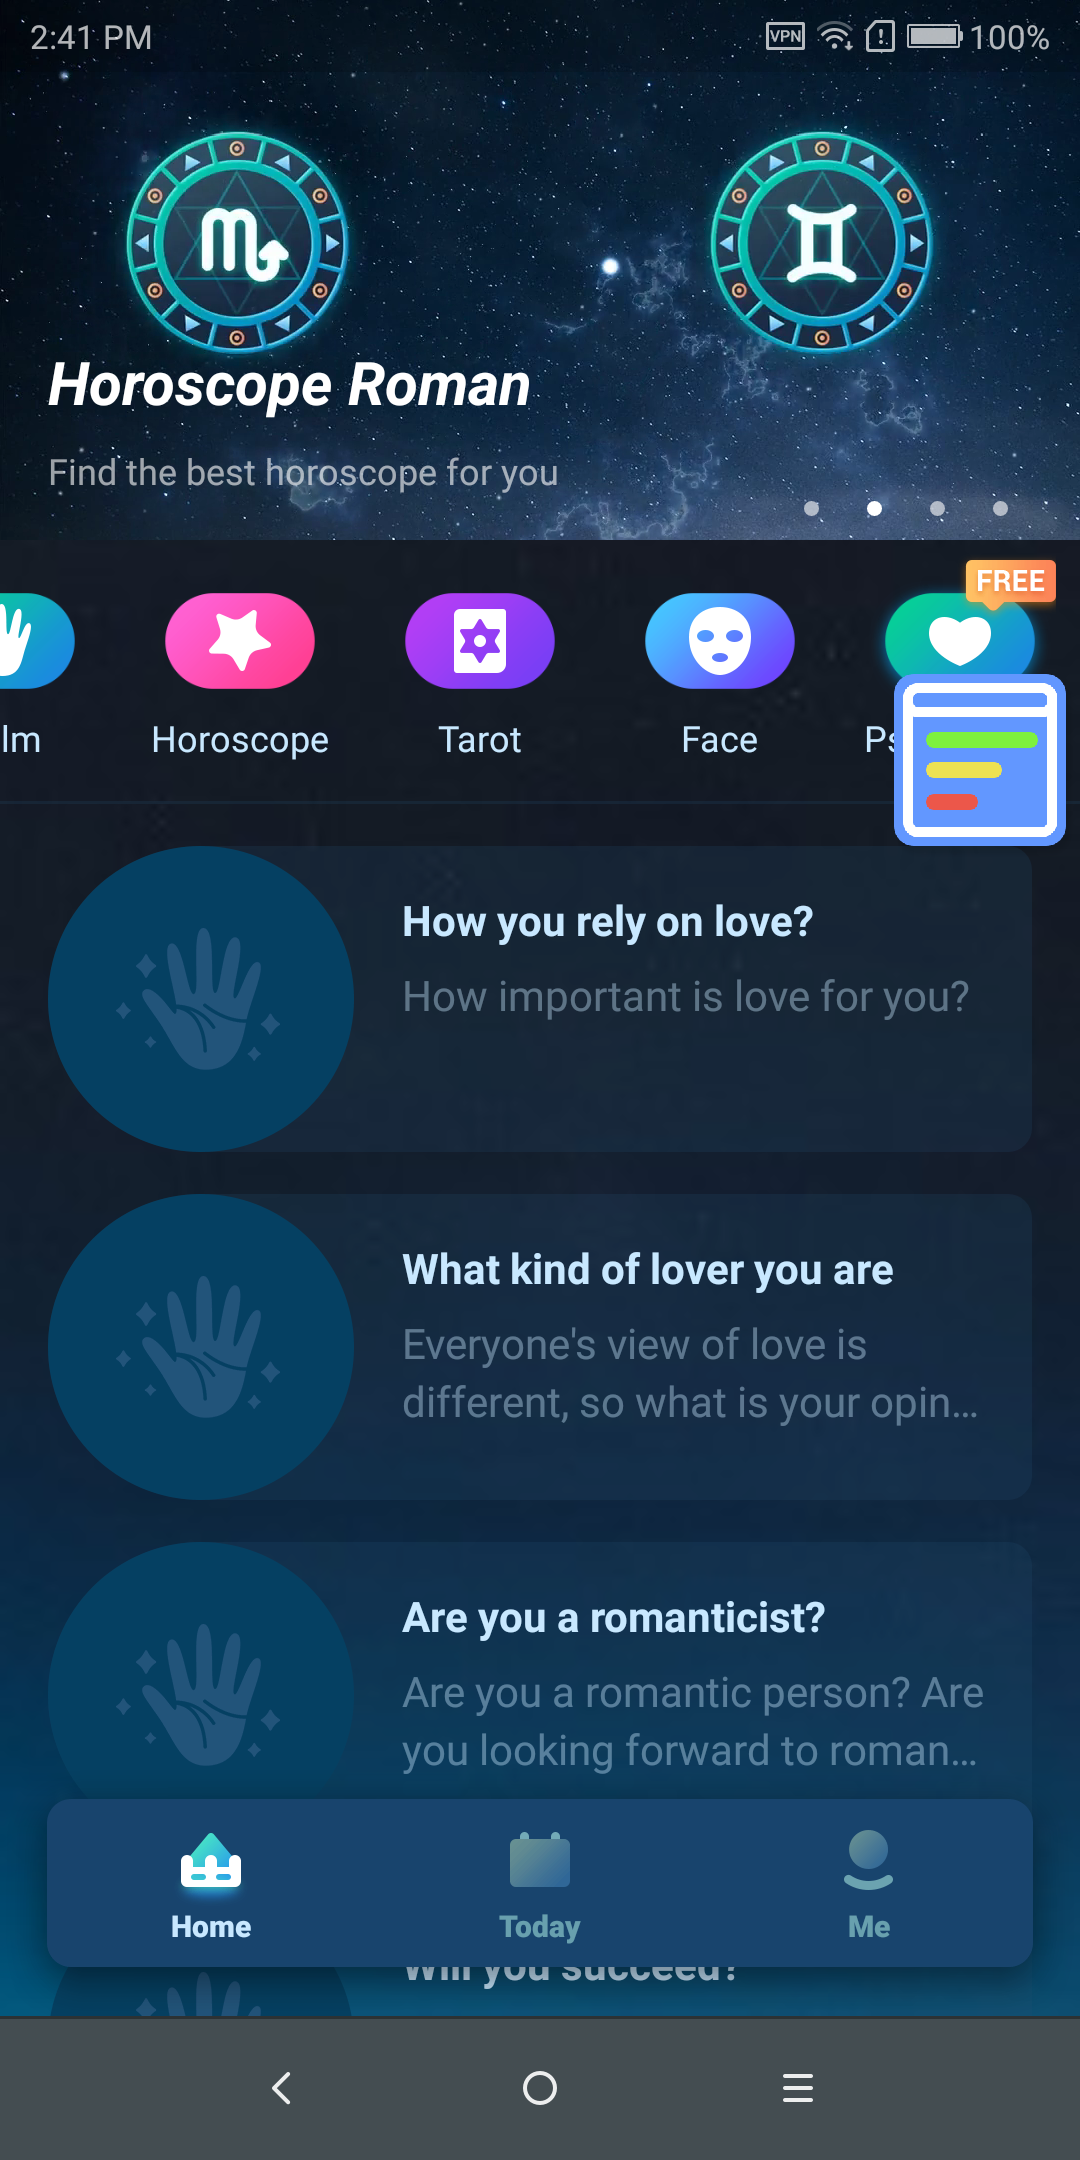 2:41 PM
VPN
100%
Horoscope Roman
Find the best horoscope for you
FREE
lm
Horoscope
Tarot
Face
Ps
How you rely on love?
How important is love for you?
What kind of lover you are
Everyone's view of love is
different, so what is your opin...
Are you a romanticist?
Are you a romantic person? Are
you looking forward to roman...
Home
Today
Me
Will you succeed?